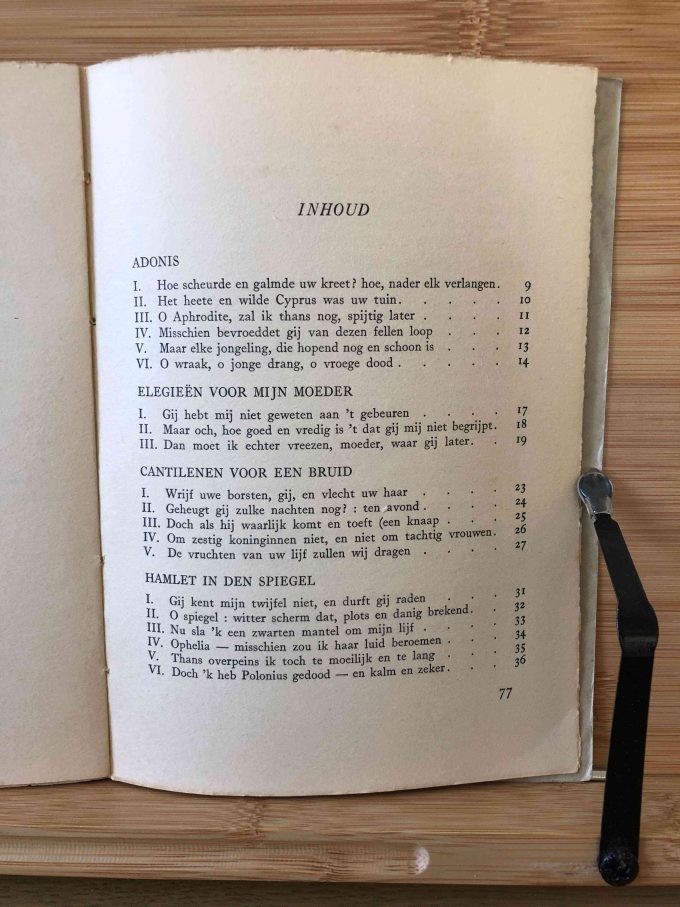 INHOUD
ADONIS
I. Hoe scheurde en galmde uw kreet? hoe, nader elk verlangen. 9
II. Het heete en wilde Cyprus was uw tuin. . . . . 10
III. O Aphrodite, zal ik thans nog, spijtig later . . . . 11
IV. Misschien bevroeddet gij van dezen fellen loop . . . 12
V. Maar elke jongeling, die hopend nog en schoon is . . . 13
VI. O wraak, o jonge drang, o vroege dood . . . . . 14
ELEGIEËN VOOR MIJN MOEDER
I. Gij hebt mij niet geweten aan 't gebeuren . . . . 17
II. Maar och, hoe goed en vredig is 't dat gij mij niet begrijpt. 18
III. Dan moet ik echter vreezen, moeder, waar gij later. . 19
CANTILENEN VOOR EEN BRUID
I. Wrijf uwe borsten, gij, en vlecht uw haar . . . . 23
II. Geheugt gij zulke nachten nog? : ten avond . . . . 24
III. Doch als hij waarlijk komt en toeft (een knaap . . . 25
IV. Om zestig koninginnen niet, en niet om tachtig vrouwen. 26
V. De vruchten van uw lijf zullen wij dragen . . . . 27
HAMLET IN DEN SPIEGEL
I. Gij kent mijn twijfel niet, en durft gij raden . . . 31
II. O spiegel : witter scherm dat, plots en danig brekend. . . 32
III. Nu sla 'k een zwarten mantel om mijn lijf . . . . 33
IV. Ophelia — misschien zou ik haar luid beroemen . . . 34
V. Thans overpeins ik toch te moeilijk en te lang . . . . 35
VI. Doch 'k heb Polonius gedood — en kalm en zeker. . . 36
77